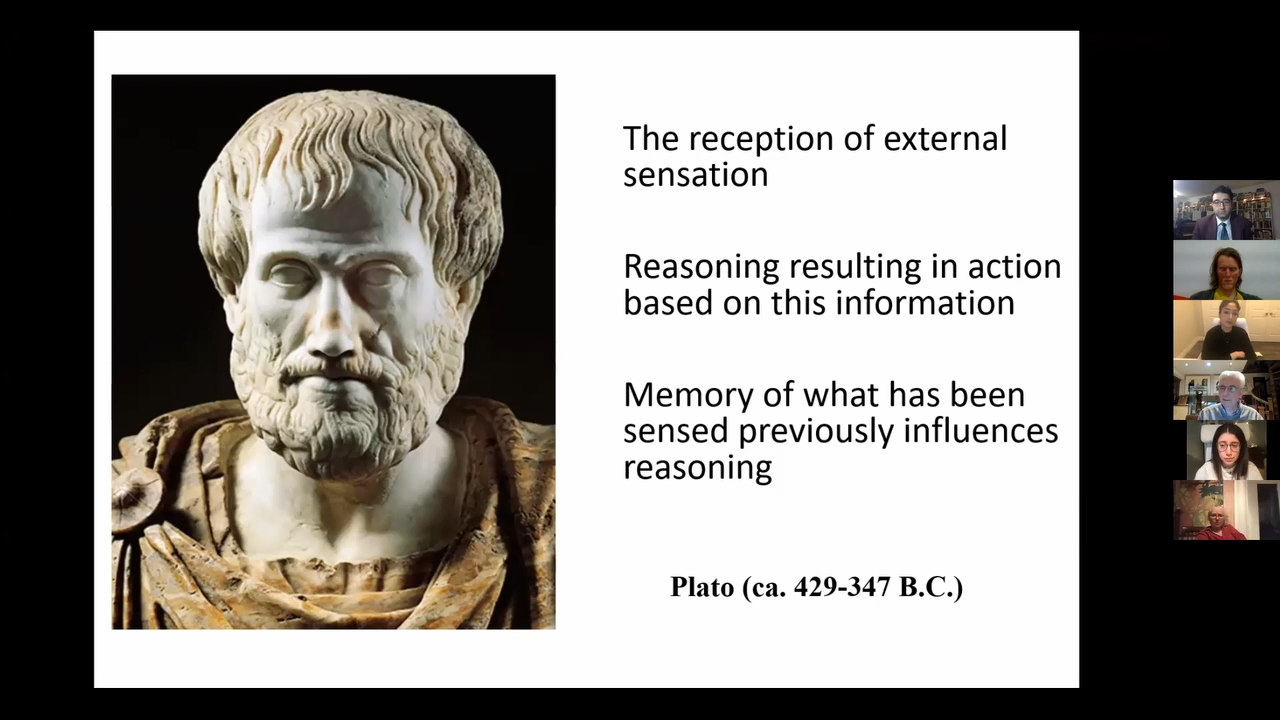 The reception of external
sensation
Reasoning resulting in action
based on this information
Memory of what has been
sensed previously influences
reasoning
Plato (ca. 429-347 B.C.)